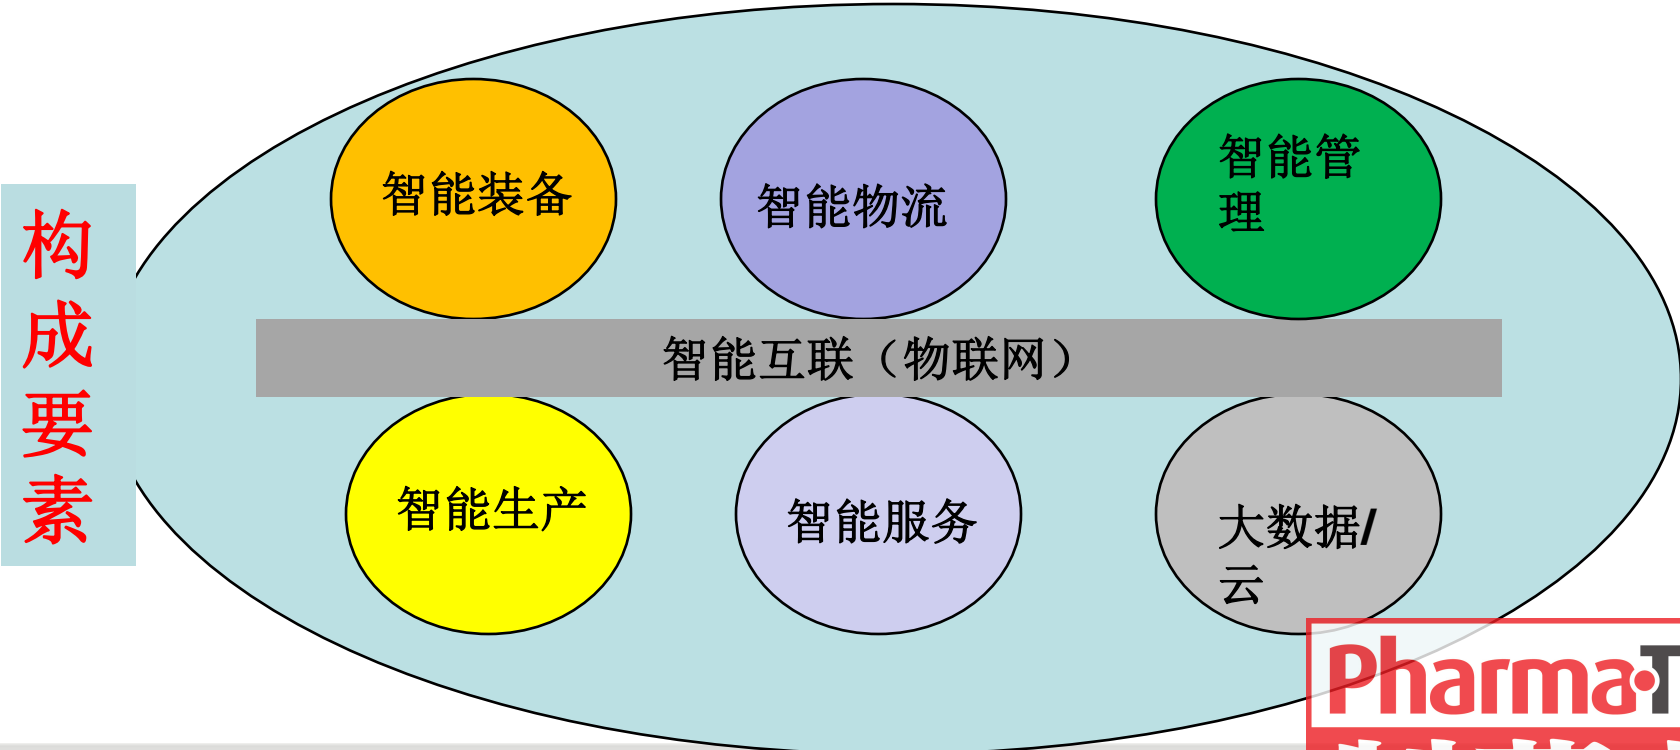 构
成
要
素
智能装备
智能物流
智能管
理
智能互联（物联网）
智能生产
智能服务
大数据/
云
Pharma